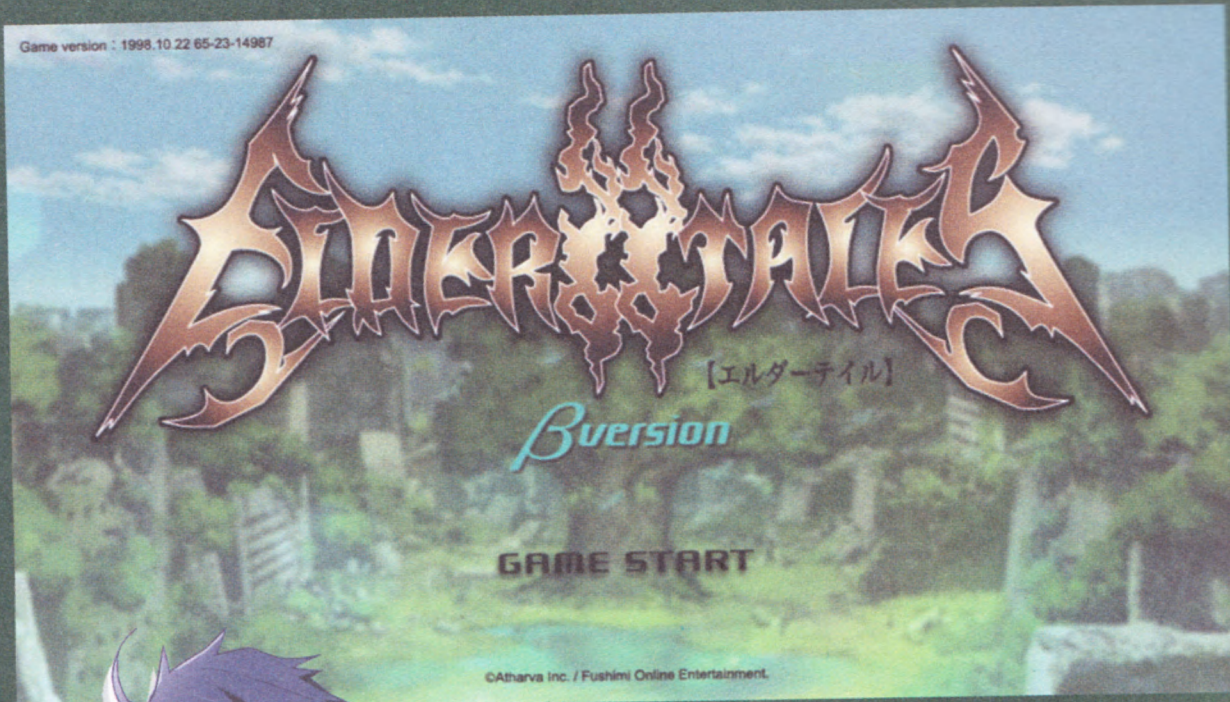 Game version : 1998.10.22 65-23-14987
ELDER TALES
【エルダーテイル】
βversion
GAME START
©Atharva Inc. / Fushimi Online Entertainment.